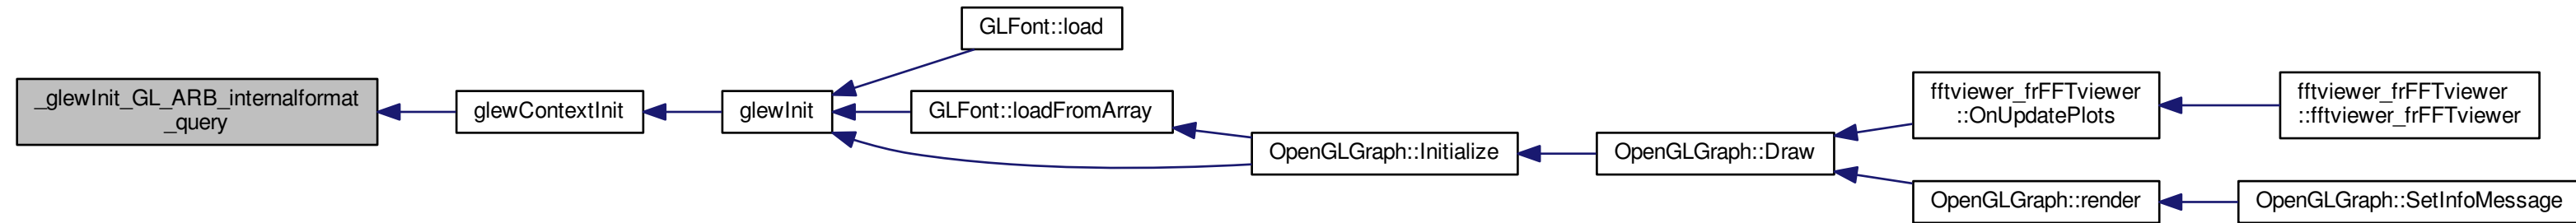 _glewInit_GL_ARB_internalformat
_query
glewContextInit
glewInit
GLFont::load
GLFont::loadFromArray
OpenGLGraph::Initialize
OpenGLGraph::Draw
fftviewer_frFFTviewer
::OnUpdatePlots
fftviewer_frFFTviewer
::fftviewer_frFFTviewer
OpenGLGraph::render
OpenGLGraph::SetInfoMessage